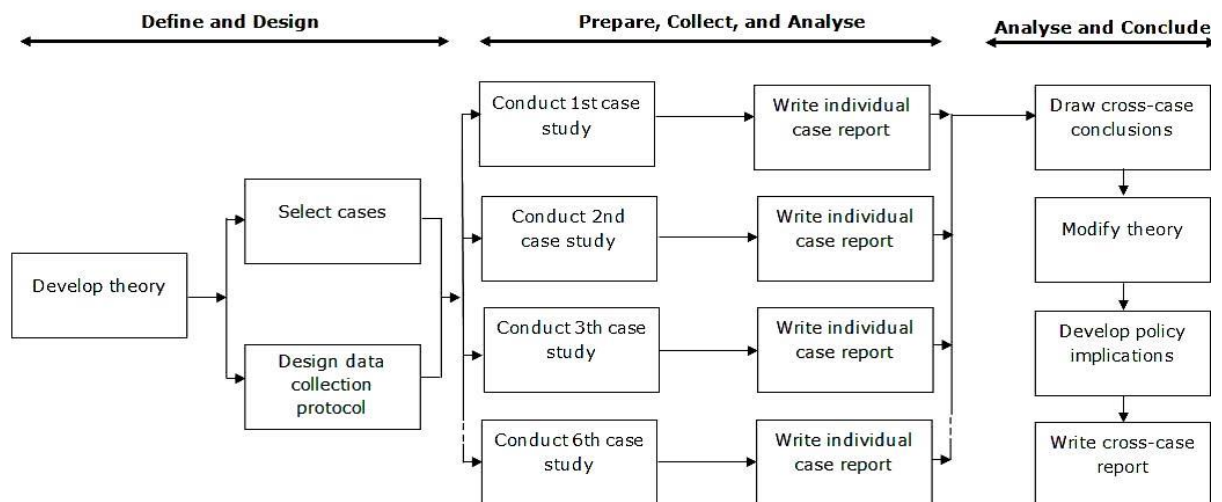 Define and Design
Prepare, Collect, and Analyse
Analyse and Conclude
Develop theory
Select cases
Design data
collection
protocol
Conduct 1st case
study
Write individual
case report
Conduct 2nd
case study
Write individual
case report
Conduct 3th case
study
Write individual
case report
Conduct 6th case
study
Write individual
case report
Draw cross-case
conclusions
Modify theory
Develop policy
implications
Write cross-case
report